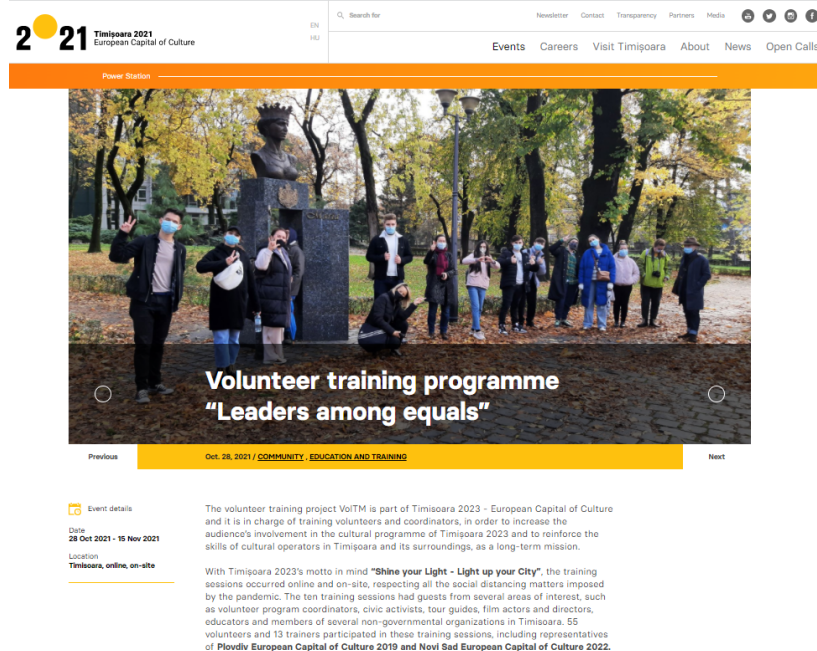 2 21
Timișoara 2021
European Capital of Culture
EN
HU
Search for
Newsletter Contact Transparency Partners Media
Events Careers Visit Timișoara About News Open Calls
Power Station
Volunteer training programme
“Leaders among equals”
Previous
Oct. 28, 2021 / COMMUNITY , EDUCATION AND TRAINING
Next
Event details
Date
28 Oct 2021 - 15 Nov 2021
Location
Timisoara, online, on-site
The volunteer training project VolTM is part of Timisoara 2023 - European Capital of Culture
and it is in charge of training volunteers and coordinators, in order to increase the
audience's involvement in the cultural programme of Timișoara 2023 and to reinforce the
skills of cultural operators in Timișoara and its surroundings, as a long-term mission.
With Timișoara 2023's motto in mind "Shine your Light - Light up your City", the training
sessions occurred online and on-site, respecting all the social distancing matters imposed
by the pandemic. The ten training sessions had guests from several areas of interest, such
as volunteer program coordinators, civic activists, tour guides, film actors and directors,
educators and members of several non-governmental organizations in Timisoara. 55
volunteers and 13 trainers participated in these training sessions, including representatives
of Plovdiv European Capital of Culture 2019 and Novi Sad European Capital of Culture 2022.